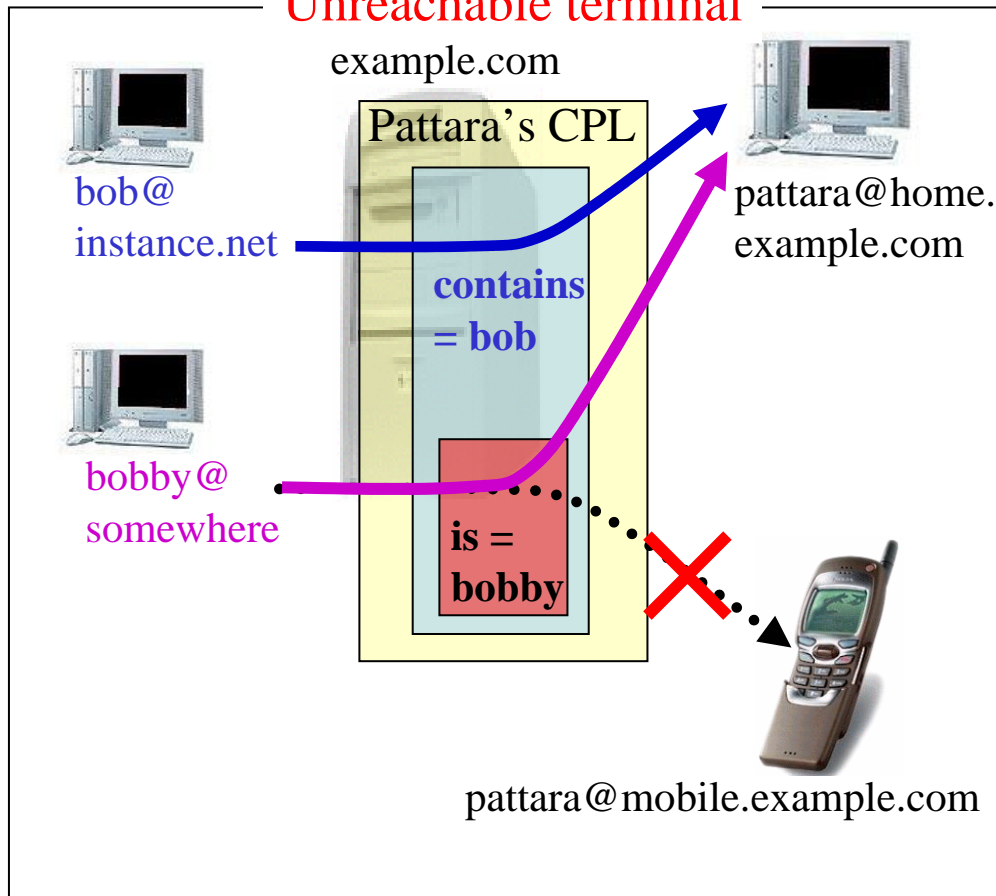 Unreachable terminal
example.com
Pattara's CPL
bob@
instance.net
pattara@home.
example.com
contains
= bob
bobby@
somewhere
is =
bobby
pattara@mobile.example.com